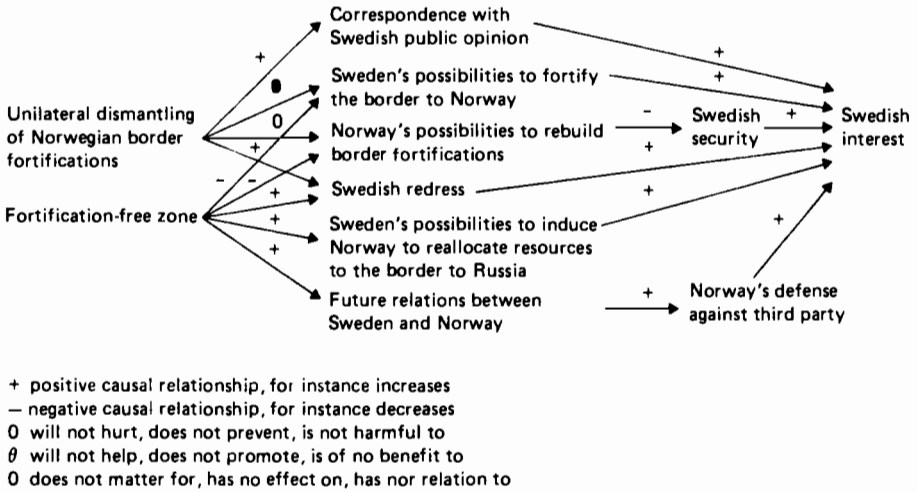 Correspondence with
Swedish public opinion
+
+
+
Sweden's possibilities to fortify
the border to Norway
0
Unilateral dismantling
of Norwegian border
fortifications
Norway's possibilities to rebuild
border fortifications
−
Swedish
security
+
Swedish
interest
+
+
− −
Swedish redress
+
+
Fortification-free zone
+
Sweden's possibilities to induce
Norway to reallocate resources
to the border to Russia
+
+
Future relations between
Sweden and Norway
+
Norway's defense
against third party
+ positive causal relationship, for instance increases
− negative causal relationship, for instance decreases
0 will not hurt, does not prevent, is not harmful to
θ will not help, does not promote, is of no benefit to
0 does not matter for, has no effect on, has nor relation to